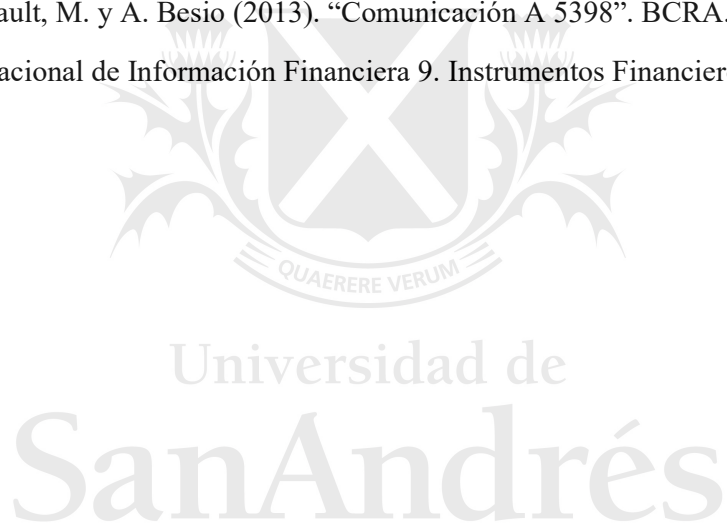 ault, M. y A. Besio (2013). “Comunicación A 5398”. BCRA.
acional de Información Financiera 9. Instrumentos Financier
QUAERERE VERUM
Universidad de
SanAndrés